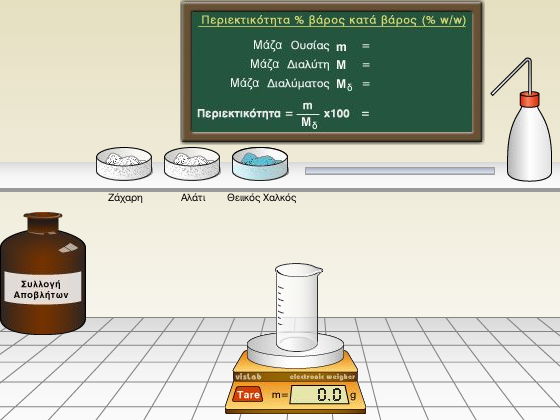 Περιεκτικότητα % βάρος κατά βάρος (% w/w)
Μάζα Ουσίας m =
Μάζα Διαλύτη M =
Μάζα Διαλύματος Mδ =
Περιεκτικότητα = m/Mδ x100 =
Ζάχαρη
Αλάτι
Θειικός Χαλκός
Συλλογή
Αποβλήτων
visLab electronic weigher
Tare m= 0.0 g